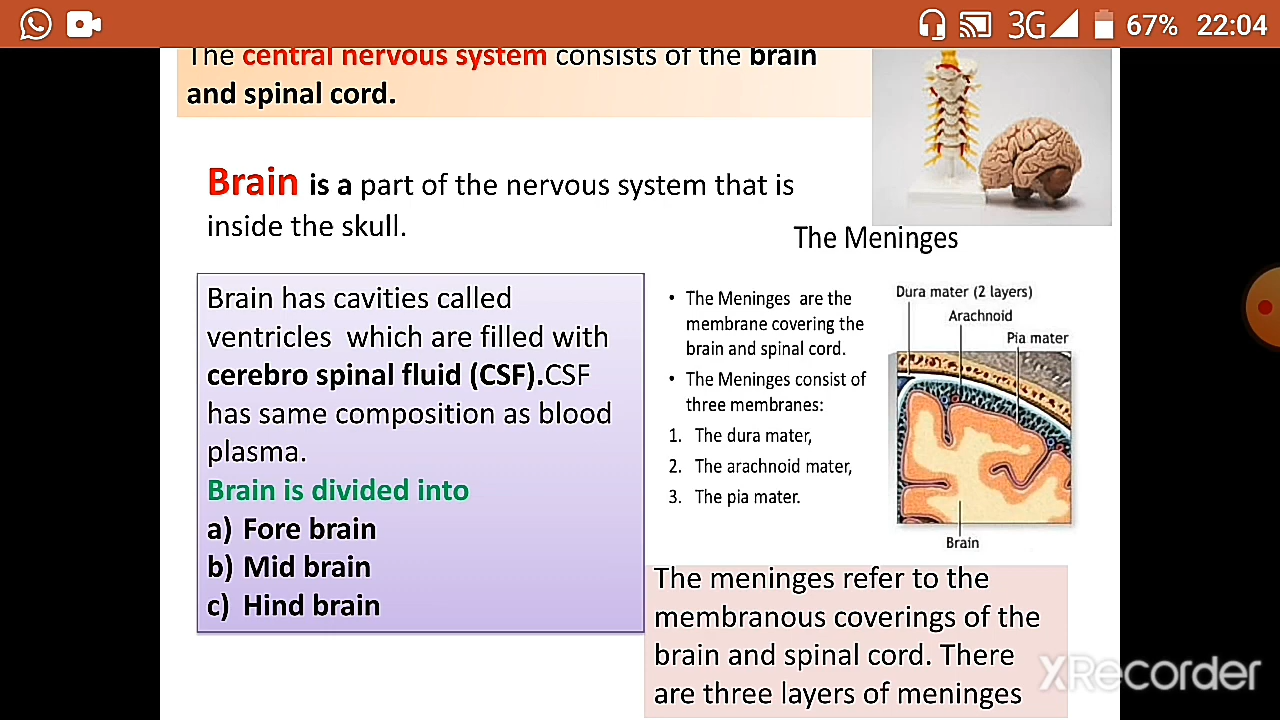 3G 67% 22:04
The central nervous system consists of the brain
and spinal cord.
Brain is a part of the nervous system that is
inside the skull.
The Meninges
Brain has cavities called
ventricles which are filled with
cerebro spinal fluid (CSF).CSF
has same composition as blood
plasma.
Brain is divided into
a) Fore brain
b) Mid brain
c) Hind brain
• The Meninges are the
membrane covering the
brain and spinal cord.
• The Meninges consist of
three membranes:
1. The dura mater,
2. The arachnoid mater,
3. The pia mater.
Dura mater (2 layers)
Arachnoid
Pia mater
Brain
The meninges refer to the
membranous coverings of the
brain and spinal cord. There
are three layers of meninges
XRecorder